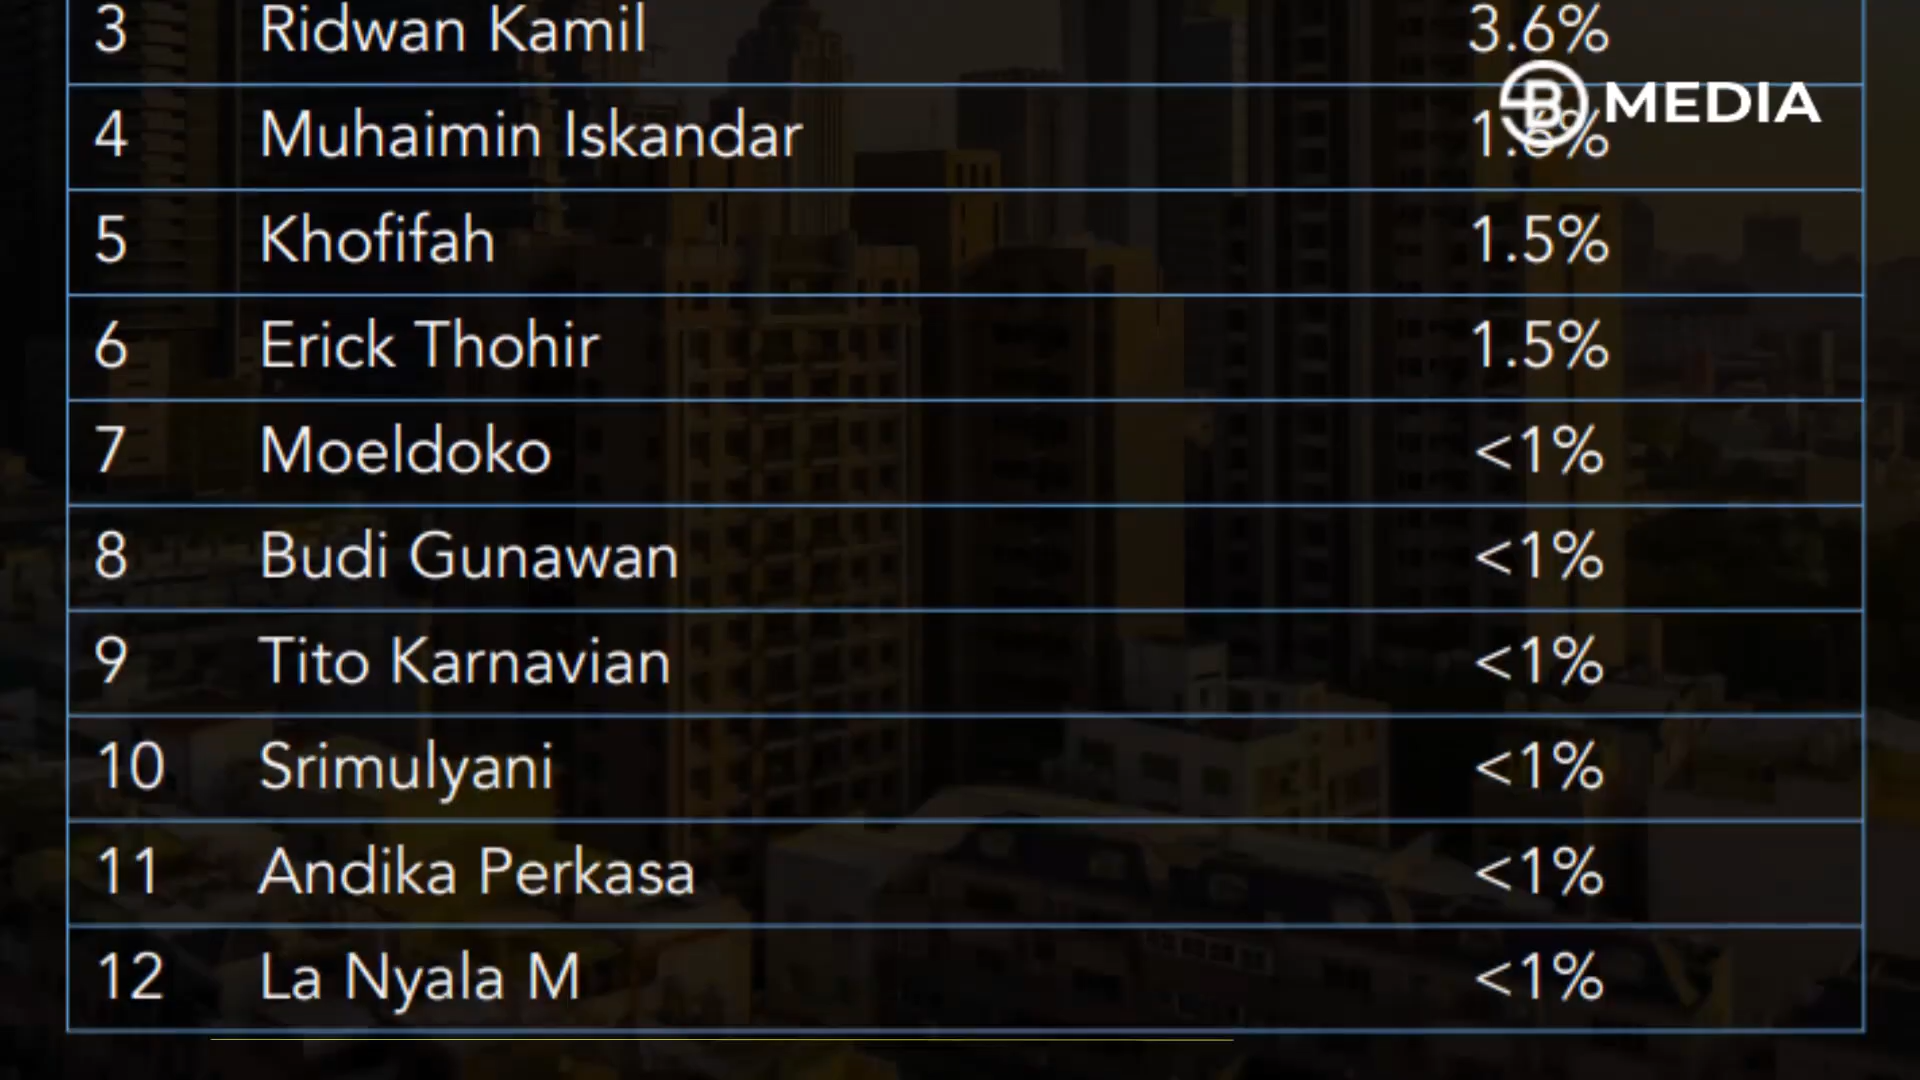 3 Ridwan Kamil 3.6%
B MEDIA
4 Muhaimin Iskandar
5 Khofifah 1.5%
6 Erick Thohir 1.5%
7 Moeldoko <1%
8 Budi Gunawan <1%
9 Tito Karnavian <1%
10 Srimulyani <1%
11 Andika Perkasa <1%
12 La Nyala M <1%